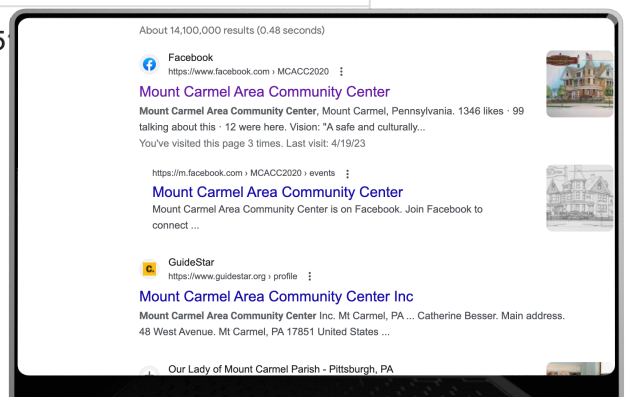 About 14,100,000 results (0.48 seconds)
Facebook
https://www.facebook.com › MCACC2020
Mount Carmel Area Community Center
Mount Carmel Area Community Center, Mount Carmel, Pennsylvania. 1346 likes · 99
talking about this · 12 were here. Vision: "A safe and culturally...
You've visited this page 3 times. Last visit: 4/19/23
https://m.facebook.com › MCACC2020 › events
Mount Carmel Area Community Center
Mount Carmel Area Community Center is on Facebook. Join Facebook to
connect ...
C.
GuideStar
https://www.guidestar.org › profile
Mount Carmel Area Community Center Inc
Mount Carmel Area Community Center Inc. Mt Carmel, PA ... Catherine Besser. Main address.
48 West Avenue. Mt Carmel, PA 17851 United States ...
Our Lady of Mount Carmel Parish - Pittsburgh, PA